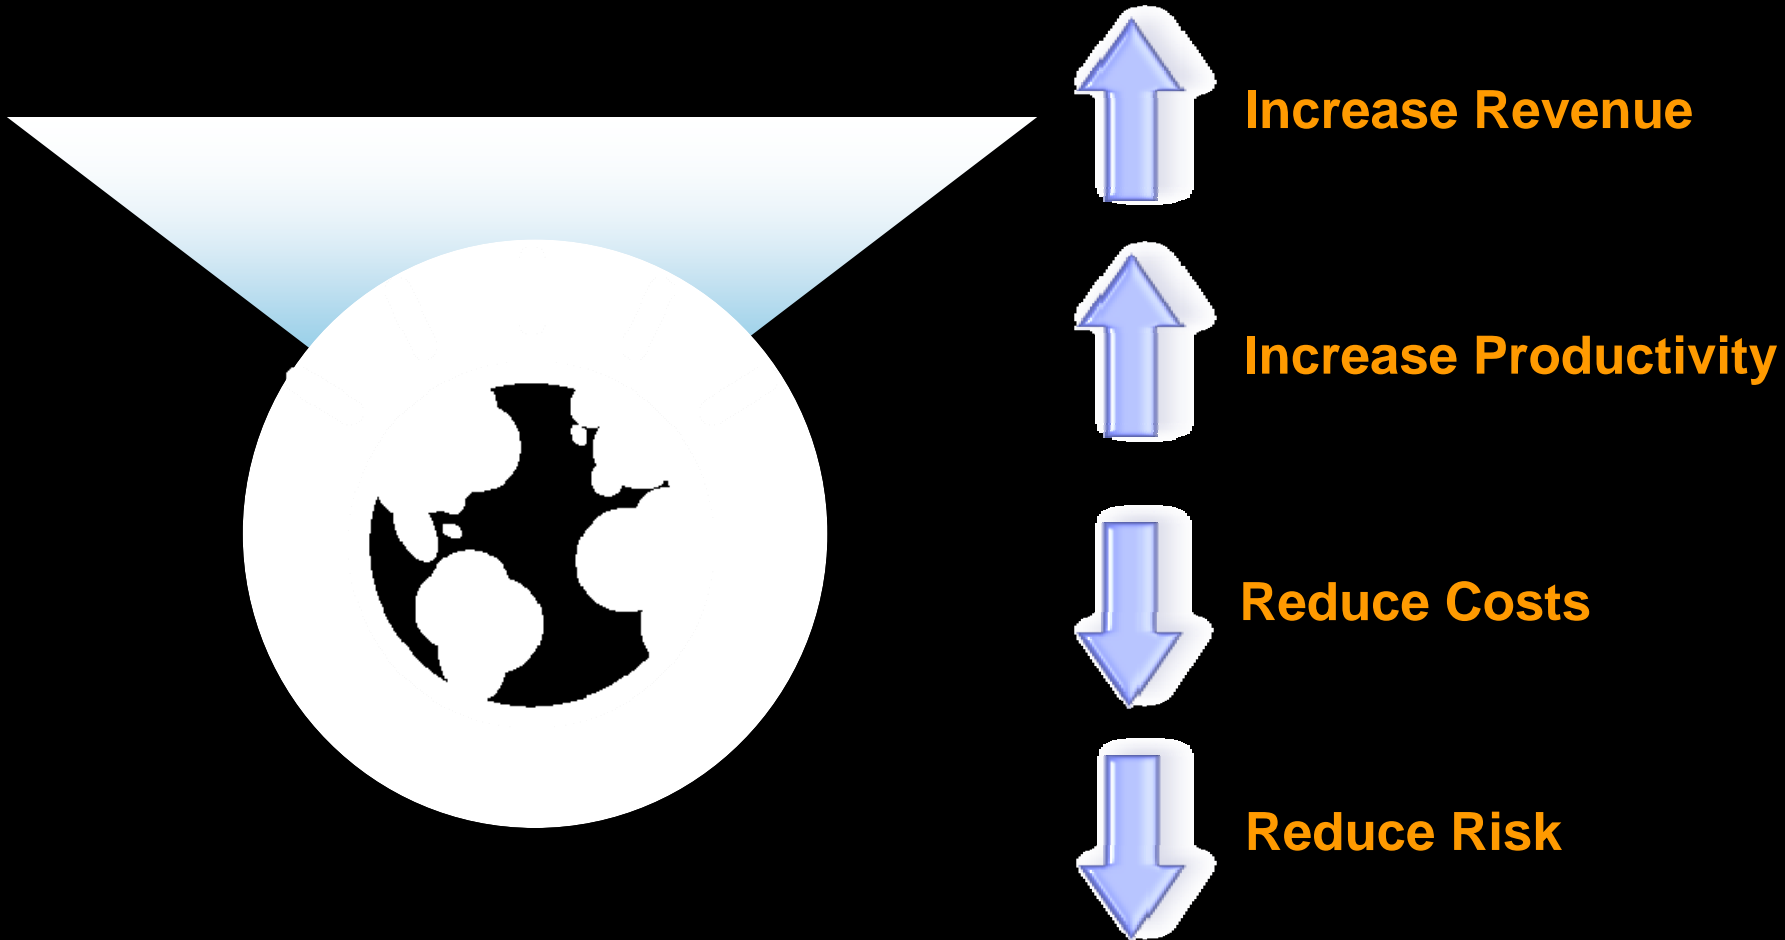 Increase Revenue
Increase Productivity
Reduce Costs
Reduce Risk